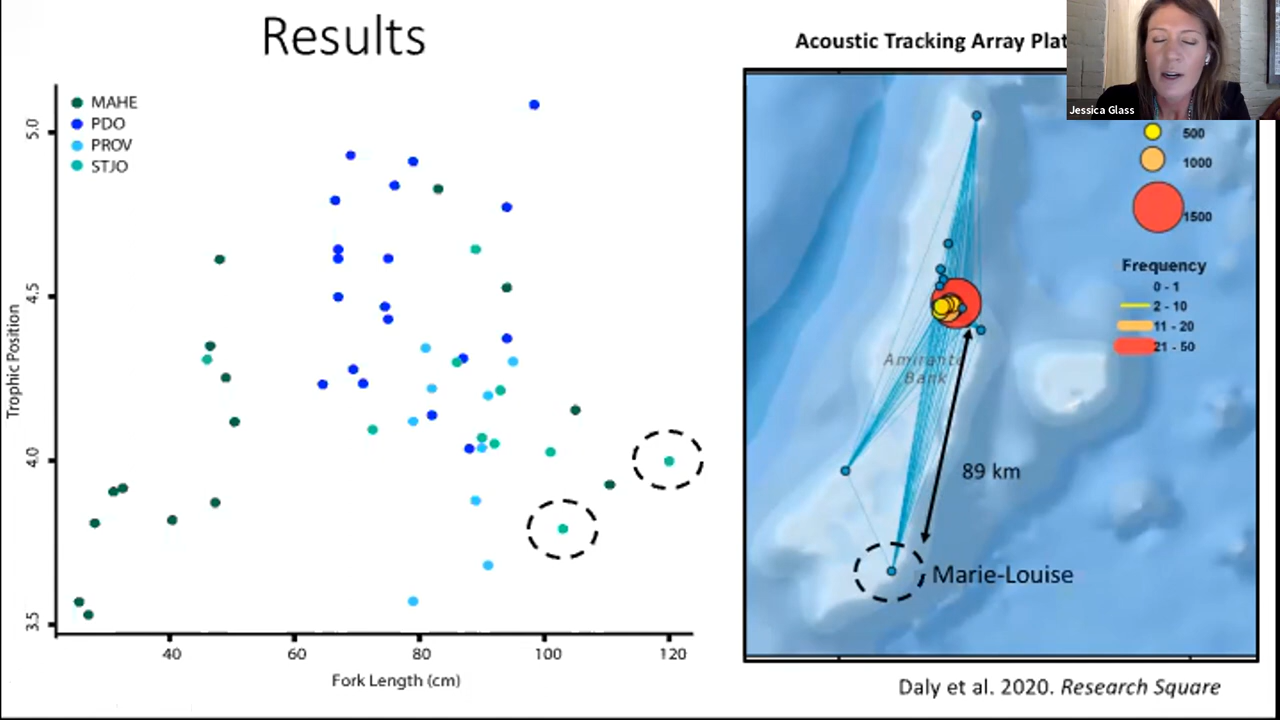 Results
MAHE
PDO
PROV
STJO
5.0
4.5
4.0
3.5
Trophic Position
40 60 80 100 120
Fork Length (cm)
Acoustic Tracking Array Plat
Jessica Glass
500
1000
1500
Frequency
0 - 1
2 - 10
11 - 20
21 - 50
Amirante
Bank
89 km
Marie-Louise
Daly et al. 2020. Research Square